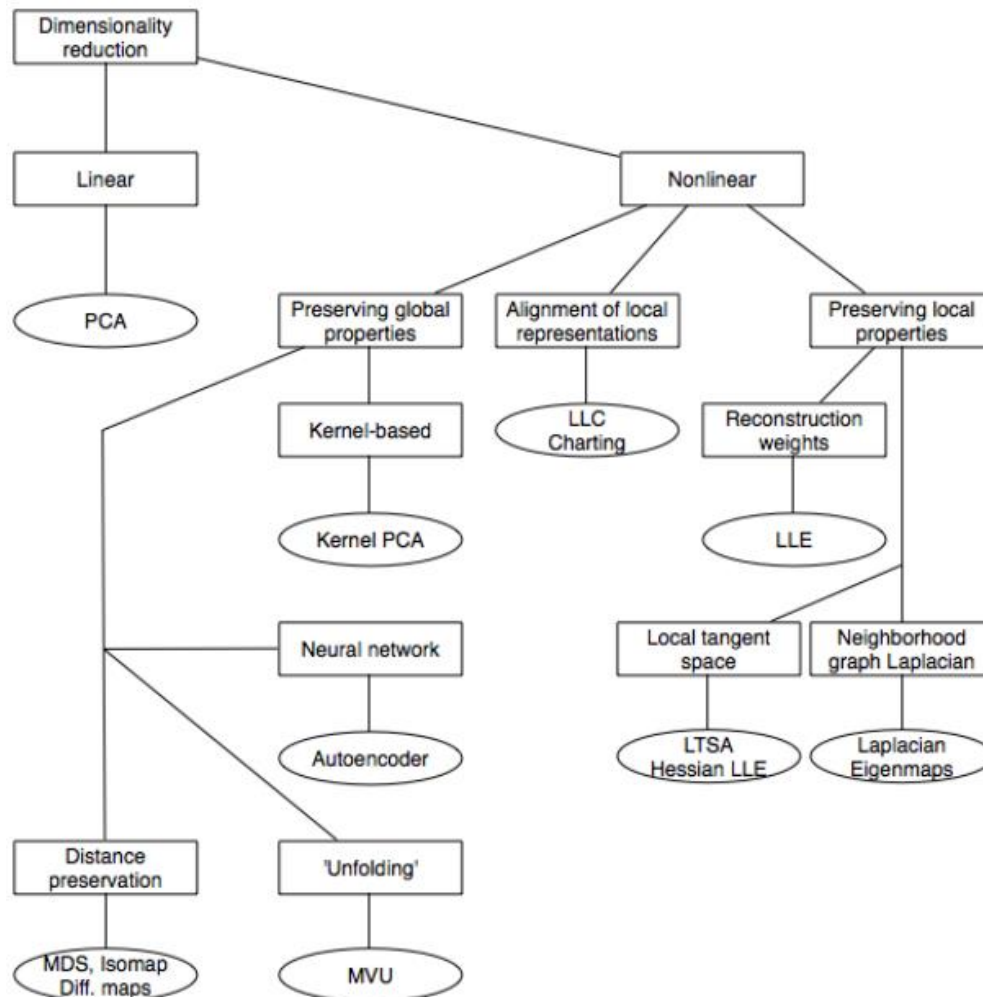 Dimensionality
reduction
Linear
Nonlinear
PCA
Preserving global
properties
Alignment of local
representations
Preserving local
properties
Kernel-based
LLC
Charting
Reconstruction
weights
Kernel PCA
LLE
Neural network
Local tangent
space
Neighborhood
graph Laplacian
Autoencoder
LTSA
Hessian LLE
Laplacian
Eigenmaps
Distance
preservation
'Unfolding'
MDS, Isomap
Diff. maps
MVU